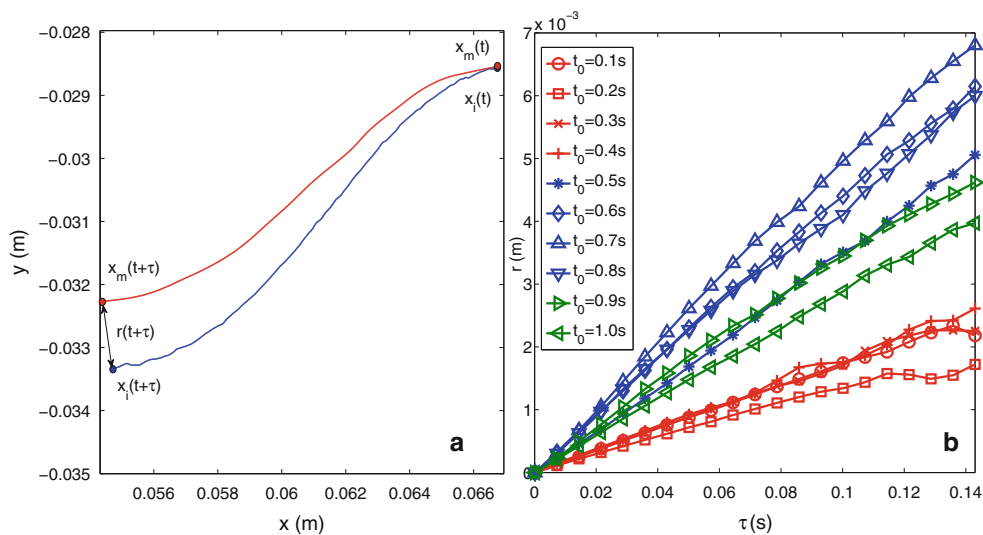 −0.028
−0.029
−0.03
−0.031
−0.032
−0.033
−0.034
−0.035
y (m)
0.056
0.058
0.06
0.062
0.064
0.066
x (m)
x_m(t)
x_i(t)
x_m(t+τ)
r(t+τ)
x_i(t+τ)
a
x 10^−3
7
6
5
4
3
2
1
0
r (m)
t_0=0.1s
t_0=0.2s
t_0=0.3s
t_0=0.4s
t_0=0.5s
t_0=0.6s
t_0=0.7s
t_0=0.8s
t_0=0.9s
t_0=1.0s
b
0
0.02
0.04
0.06
0.08
0.1
0.12
0.14
τ(s)